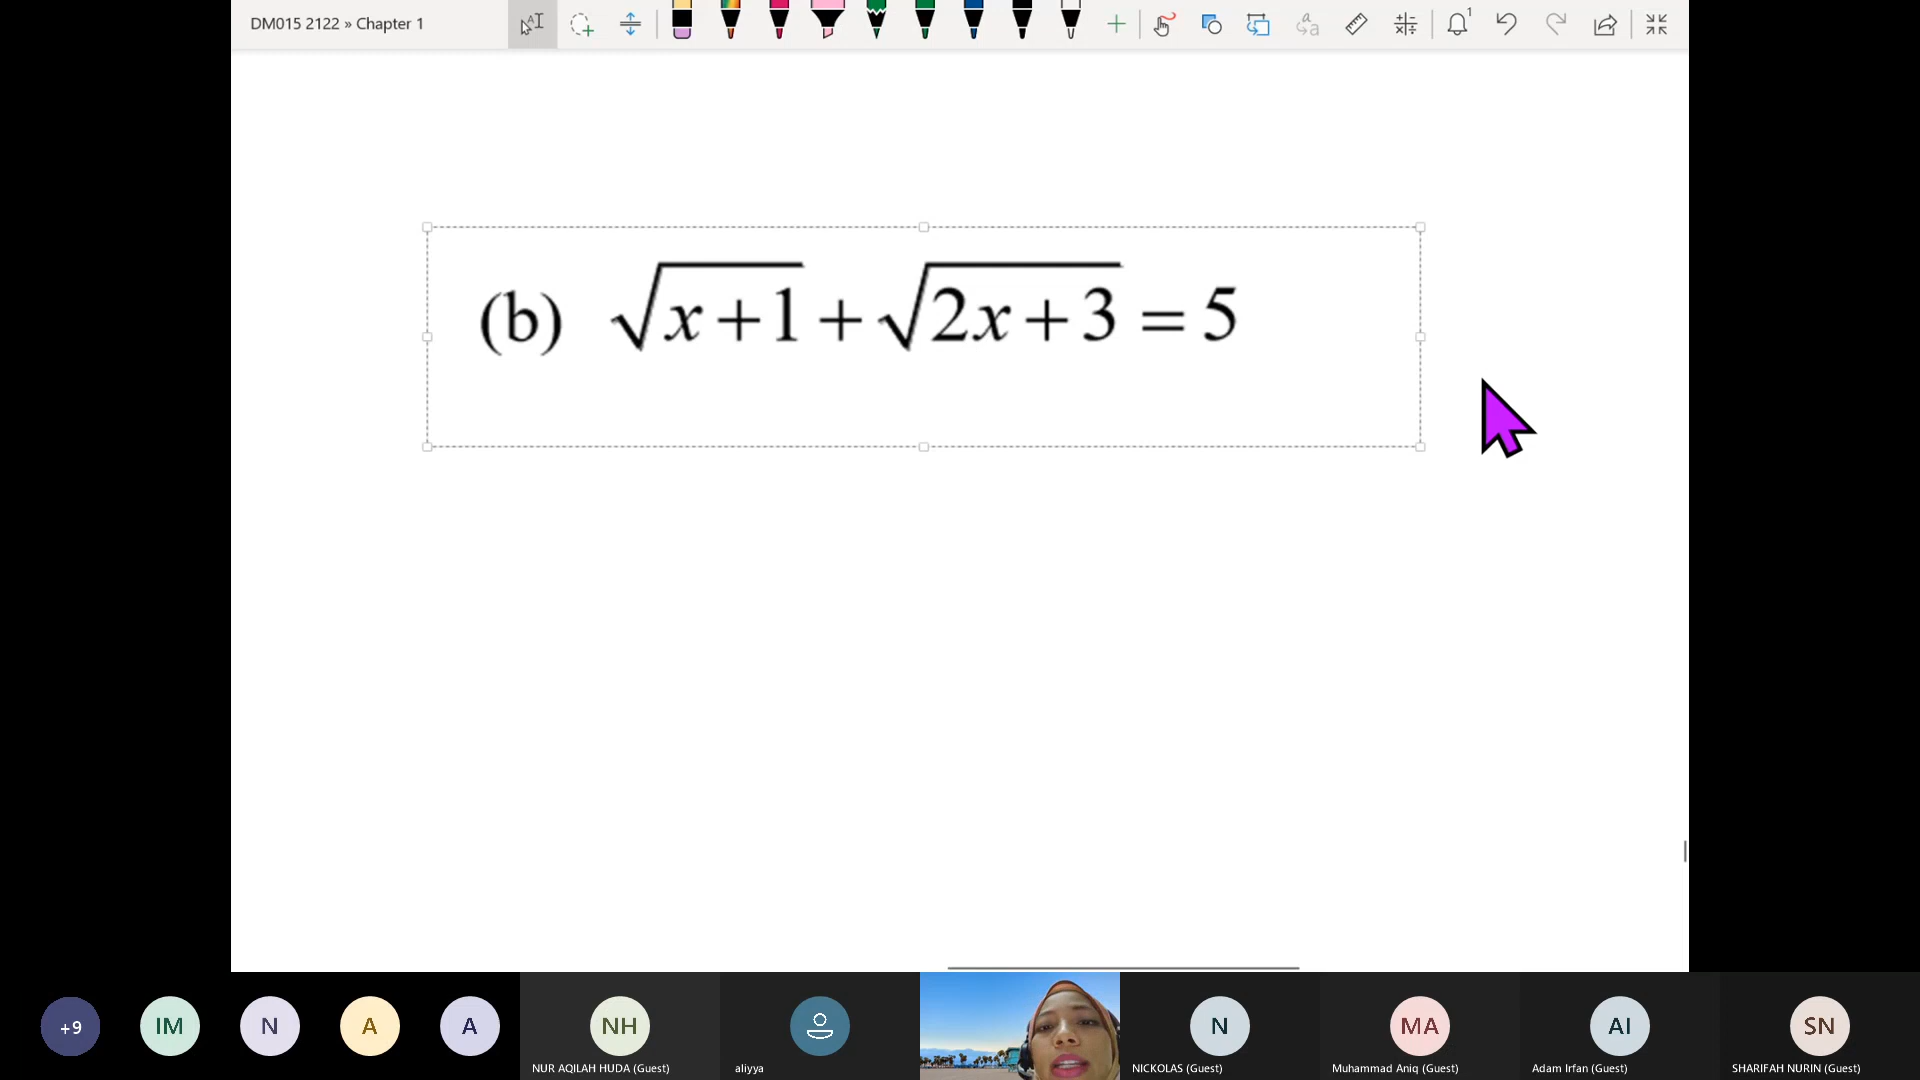 DM015 2122 » Chapter 1
1
(b) √x+1 + √2x+3 = 5
+9
IM
N
A
A
NH
N
MA
AI
SN
NUR AQILAH HUDA (Guest)
aliyya
NICKOLAS (Guest)
Muhammad Aniq (Guest)
Adam Irfan (Guest)
SHARIFAH NURIN (Guest)